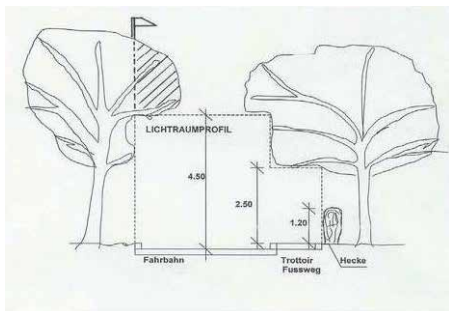 LICHTRAUMPROFIL
4.50
2.50
1.20
Fahrbahn
Trottoir
Fussweg
Hecke